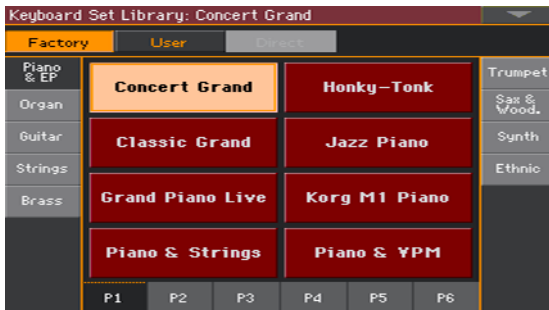 Keyboard Set Library: Concert Grand
Factory User Direct
Piano
& EP
Organ
Guitar
Strings
Brass
Concert Grand
Honky-Tonk
Classic Grand
Jazz Piano
Grand Piano Live
Korg M1 Piano
Piano & Strings
Piano & ¥PM
Trumpet
Sax &
Wood.
Synth
Ethnic
P1 P2 P3 P4 P5 P6